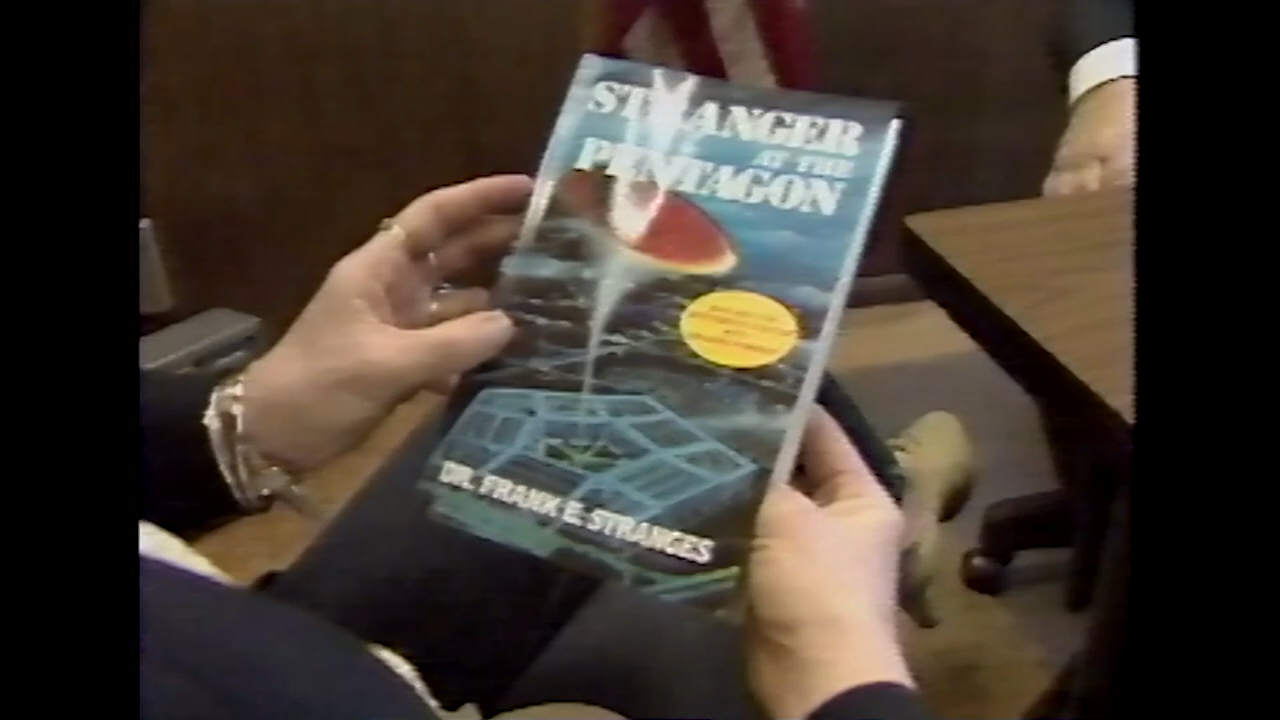 STRANGER
AT THE
PENTAGON
DR. FRANK E. STRANGES